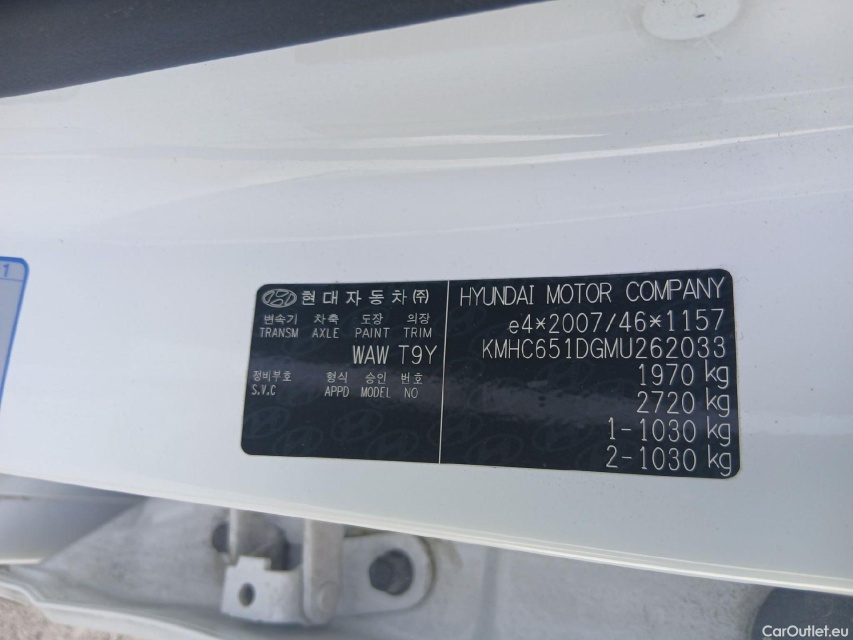 1
현대자동차㈜
변속기 차축 도장 의장
TRANSM AXLE PAINT TRIM
WAW T9Y
정비부호 형식 승인 번호
S.V.C APPD MODEL NO
HYUNDAI MOTOR COMPANY
e4*2007/46*1157
KMHC651DGMU262033
1970 kg
2720 kg
1-1030 kg
2-1030 kg
CarOutlet.eu